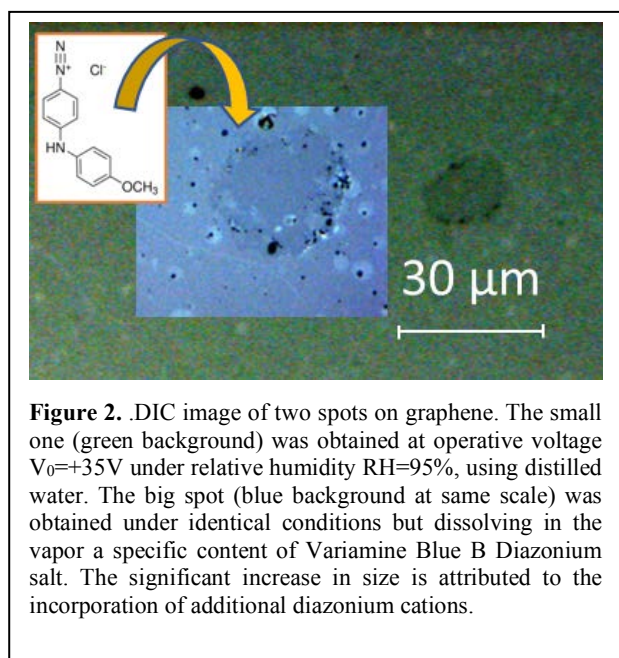 N
N⁺
Cl⁻
HN
OCH₃
30 µm
Figure 2. .DIC image of two spots on graphene. The small
one (green background) was obtained at operative voltage
V₀=+35V under relative humidity RH=95%, using distilled
water. The big spot (blue background at same scale) was
obtained under identical conditions but dissolving in the
vapor a specific content of Variamine Blue B Diazonium
salt. The significant increase in size is attributed to the
incorporation of additional diazonium cations.